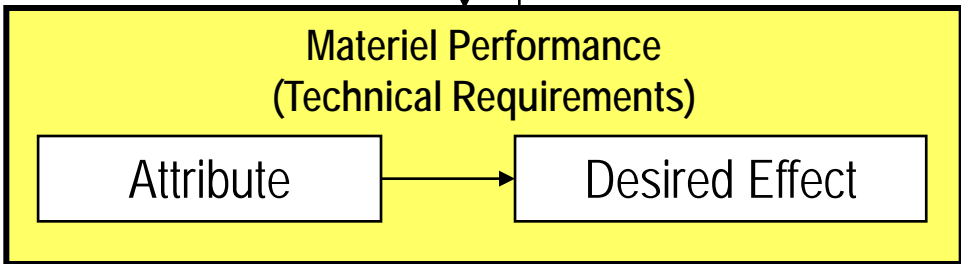 Materiel Performance
(Technical Requirements)
Attribute
Desired Effect